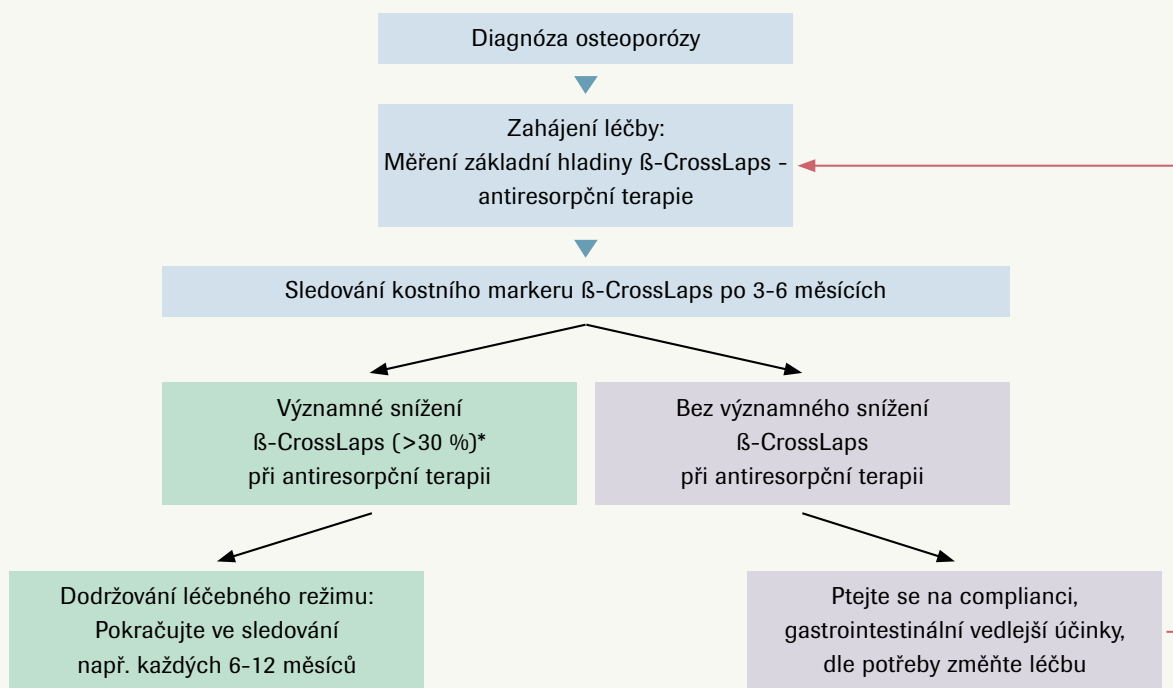 Diagnóza osteoporózy
Zahájení léčby:
Měření základní hladiny ß-CrossLaps -
antiresorpční terapie
Sledování kostního markeru ß-CrossLaps po 3-6 měsících
Významné snížení
ß-CrossLaps (>30 %)*
při antiresorpční terapii
Bez významného snížení
ß-CrossLaps
při antiresorpční terapii
Dodržování léčebného režimu:
Pokračujte ve sledování
např. každých 6-12 měsíců
Ptejte se na complianci,
gastrointestinální vedlejší účinky,
dle potřeby změňte léčbu